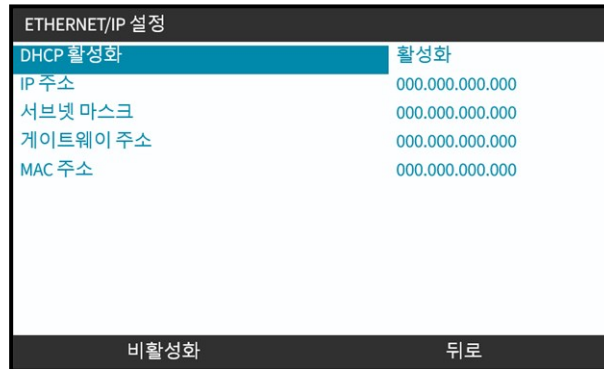 ETHERNET/IP 설정
DHCP 활성화 활성화
IP 주소 000.000.000.000
서브넷 마스크 000.000.000.000
게이트웨이 주소 000.000.000.000
MAC 주소 000.000.000.000
비활성화 뒤로